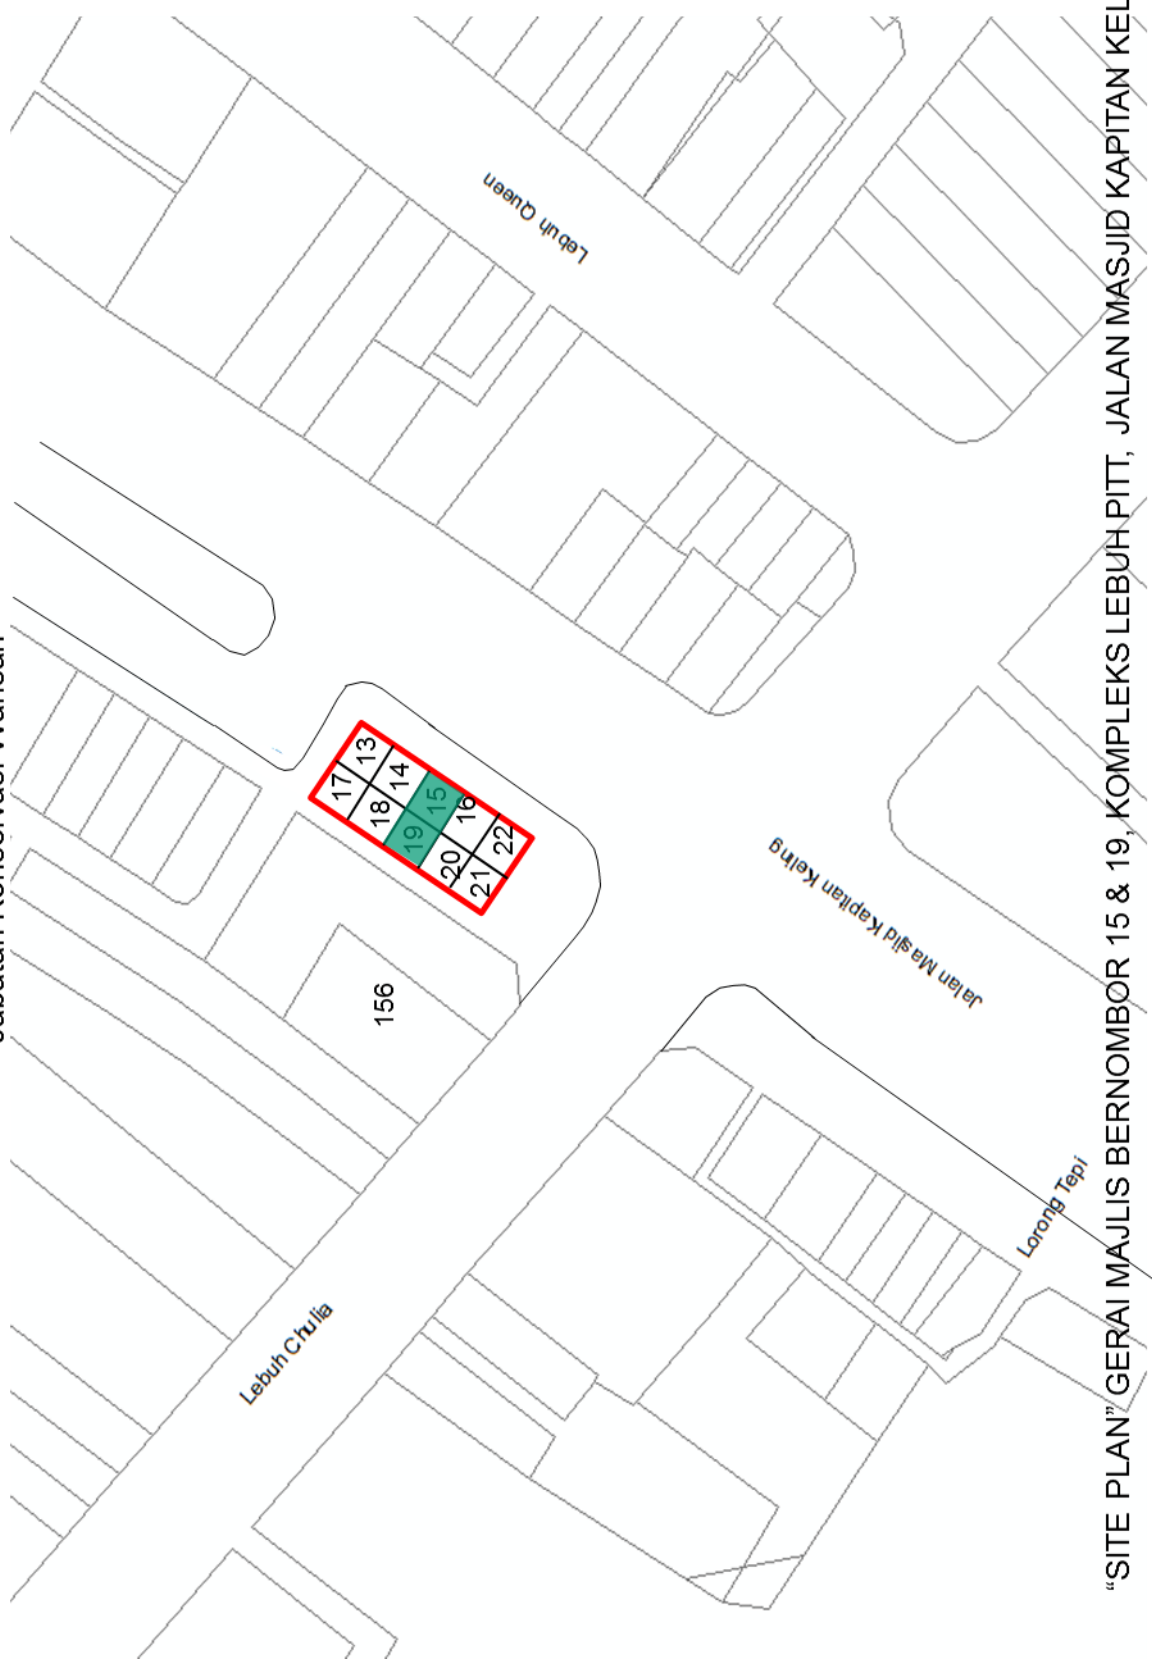 Lebuh Queen
17
13
18
14
19
15
20
16
21
22
156
Jalan Masjid Kapitan Keling
Lebuh Chulia
Lorong Tepi
“SITE PLAN” GERAI MAJLIS BERNOMBOR 15 & 19, KOMPLEKS LEBUH PITT, JALAN MASJID KAPITAN KEL